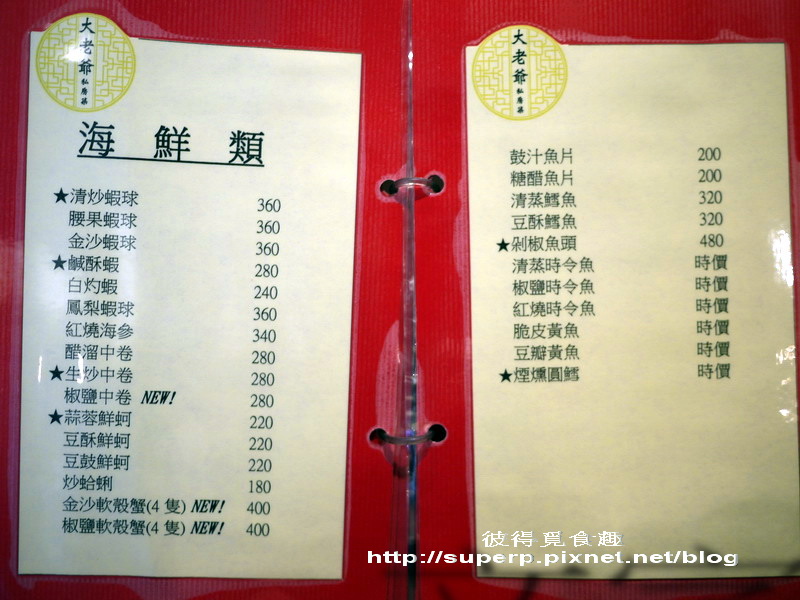 大老爺私房菜
海鮮類
★清炒蝦球 360
腰果蝦球 360
金沙蝦球 360
★鹹酥蝦 280
白灼蝦 240
鳳梨蝦球 360
紅燒海參 340
醋溜中卷 280
★生炒中卷 280
椒鹽中卷 NEW! 280
★蒜蓉鮮蚵 220
豆酥鮮蚵 220
豆鼓鮮蚵 220
炒蛤蜊 180
金沙軟殼蟹(4隻) NEW! 400
椒鹽軟殼蟹(4隻) NEW! 400
大老爺私房菜
鼓汁魚片 200
糖醋魚片 200
清蒸鱈魚 320
豆酥鱈魚 320
★剁椒魚頭 480
清蒸時令魚 時價
椒鹽時令魚 時價
紅燒時令魚 時價
脆皮黃魚 時價
豆瓣黃魚 時價
★煙燻圓鱈 時價
彼得覓食趣
http://superp.pixnet.net/blog